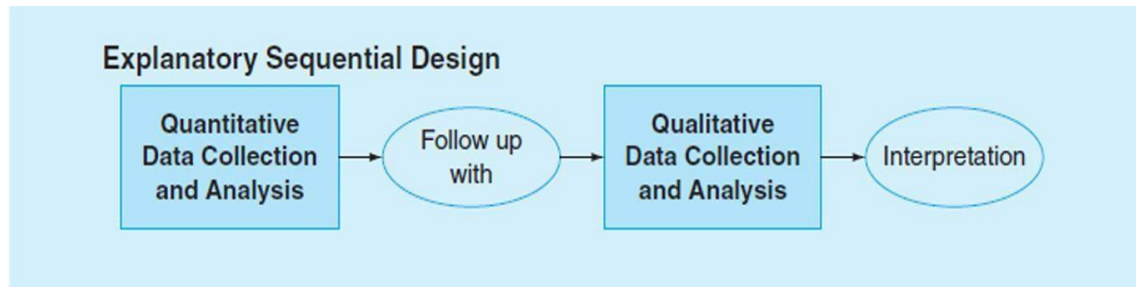 Explanatory Sequential Design
Quantitative
Data Collection
and Analysis
Follow up
with
Qualitative
Data Collection
and Analysis
Interpretation